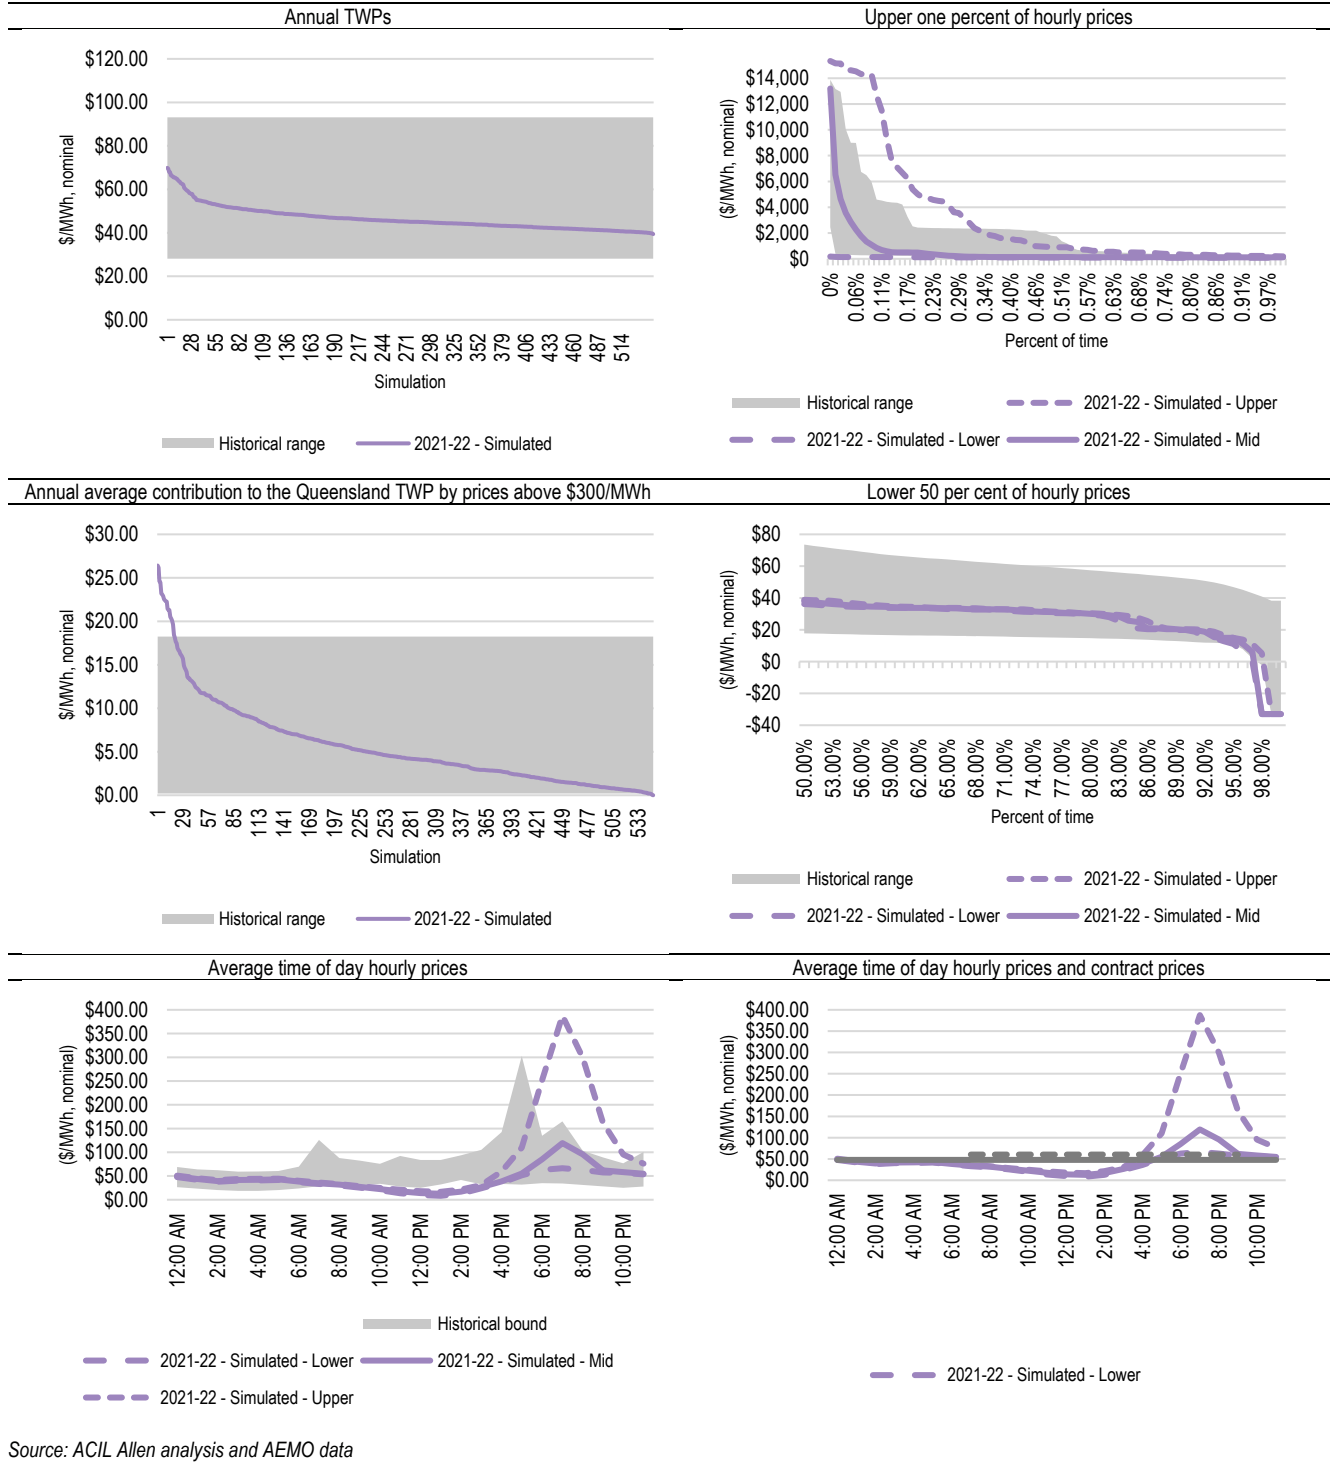 Annual TWPs
$120.00
$100.00
$80.00
$60.00
$40.00
$20.00
$0.00
$/MWh, nominal
1 28 55 82 109 136 163 190 217 244 271 298 325 352 379 406 433 460 487 514
Simulation
Historical range 2021-22 - Simulated
Upper one percent of hourly prices
$14,000
$12,000
$10,000
$8,000
$6,000
$4,000
$2,000
$0
($/MWh, nominal)
0% 0.06% 0.11% 0.17% 0.23% 0.29% 0.34% 0.40% 0.46% 0.51% 0.57% 0.63% 0.68% 0.74% 0.80% 0.86% 0.91% 0.97%
Percent of time
Historical range 2021-22 - Simulated - Upper
2021-22 - Simulated - Lower 2021-22 - Simulated - Mid
Annual average contribution to the Queensland TWP by prices above $300/MWh
$30.00
$25.00
$20.00
$15.00
$10.00
$5.00
$0.00
$/MWh, nominal
1 29 57 85 113 141 169 197 225 253 281 309 337 365 393 421 449 477 505 533
Simulation
Historical range 2021-22 - Simulated
Lower 50 per cent of hourly prices
$80
$60
$40
$20
$0
-$20
-$40
($/MWh, nominal)
50.00% 53.00% 56.00% 59.00% 62.00% 65.00% 68.00% 71.00% 74.00% 77.00% 80.00% 83.00% 86.00% 89.00% 92.00% 95.00% 98.00%
Percent of time
Historical range 2021-22 - Simulated - Upper
2021-22 - Simulated - Lower 2021-22 - Simulated - Mid
Average time of day hourly prices
$400.00
$350.00
$300.00
$250.00
$200.00
$150.00
$100.00
$50.00
$0.00
($/MWh, nominal)
12:00 AM 2:00 AM 4:00 AM 6:00 AM 8:00 AM 10:00 AM 12:00 PM 2:00 PM 4:00 PM 6:00 PM 8:00 PM 10:00 PM
Historical bound
2021-22 - Simulated - Lower 2021-22 - Simulated - Mid
2021-22 - Simulated - Upper
Average time of day hourly prices and contract prices
$400.00
$350.00
$300.00
$250.00
$200.00
$150.00
$100.00
$50.00
$0.00
($/MWh, nominal)
12:00 AM 2:00 AM 4:00 AM 6:00 AM 8:00 AM 10:00 AM 12:00 PM 2:00 PM 4:00 PM 6:00 PM 8:00 PM 10:00 PM
2021-22 - Simulated - Lower
Source: ACIL Allen analysis and AEMO data